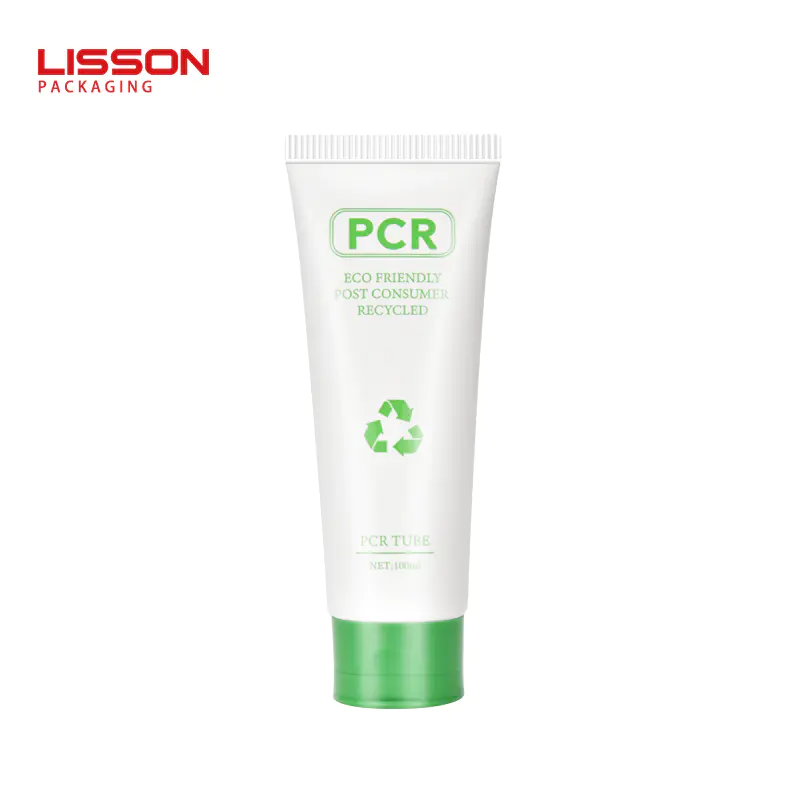 LISSON
PACKAGING
PCR
ECO FRIENDLY
POST CONSUMER
RECYCLED
PCR TUBE
NET:100ml